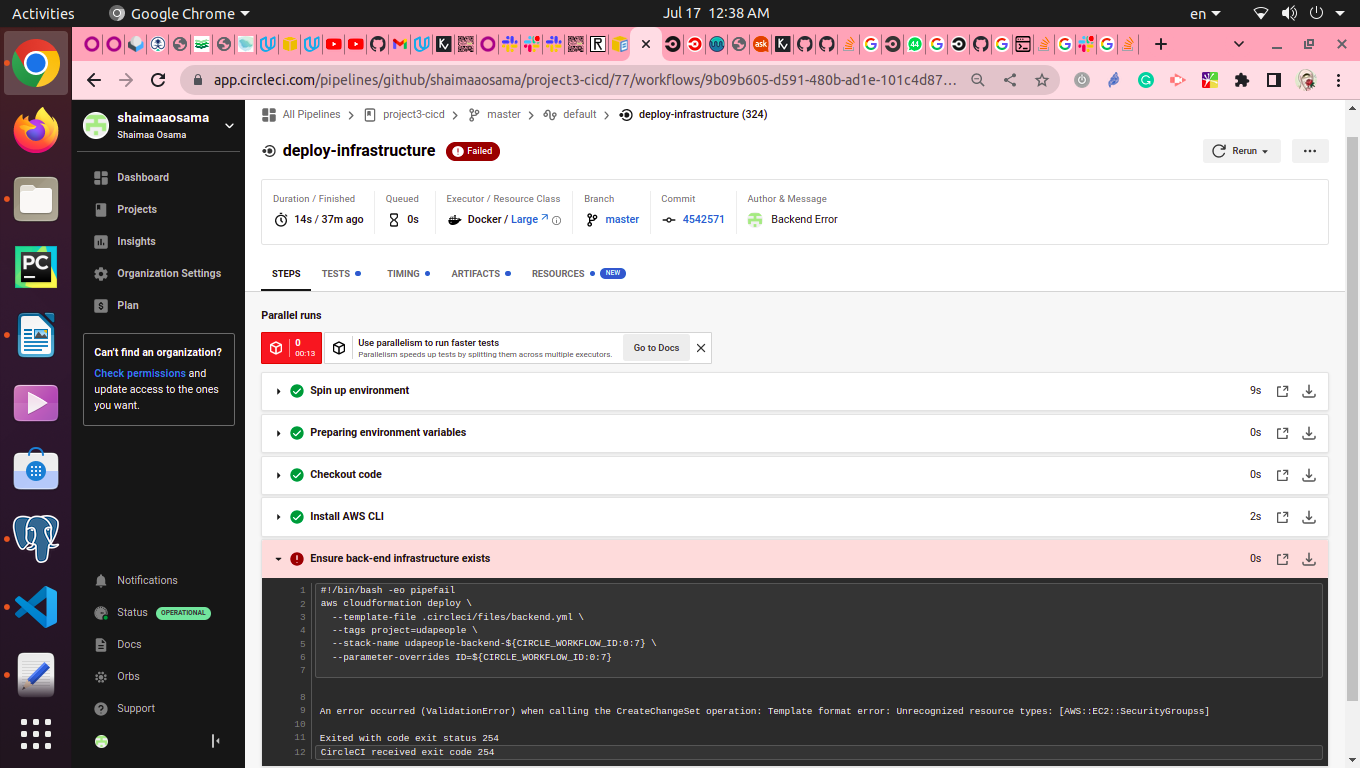 Activities
Google Chrome
Jul 17 12:38 AM
en
app.circleci.com/pipelines/github/shaimaaosama/project3-cicd/77/workflows/9b09b605-d591-480b-ad1e-101c4d87...
shaimaaosama
Shaimaa Osama
Dashboard
Projects
Insights
Organization Settings
Plan
Can't find an organization?
Check permissions and
update access to the ones
you want.
Notifications
Status OPERATIONAL
Docs
Orbs
Support
All Pipelines
project3-cicd
master
default
deploy-infrastructure (324)
deploy-infrastructure
Failed
Rerun
Duration / Finished
14s / 37m ago
Queued
0s
Executor / Resource Class
Docker / Large
Branch
master
Commit
4542571
Author & Message
Backend Error
STEPS
TESTS
TIMING
ARTIFACTS
RESOURCES
NEW
Parallel runs
0
00:13
Use parallelism to run faster tests
Parallelism speeds up tests by splitting them across multiple executors.
Go to Docs
Spin up environment
9s
Preparing environment variables
0s
Checkout code
0s
Install AWS CLI
2s
Ensure back-end infrastructure exists
0s
1 #!/bin/bash -eo pipefail
2 aws cloudformation deploy \
3 --template-file .circleci/files/backend.yml \
4 --tags project=udapeople \
5 --stack-name udapeople-backend-${CIRCLE_WORKFLOW_ID:0:7} \
6 --parameter-overrides ID=${CIRCLE_WORKFLOW_ID:0:7}
7
8
9 An error occurred (ValidationError) when calling the CreateChangeSet operation: Template format error: Unrecognized resource types: [AWS::EC2::SecurityGroupss]
10
11 Exited with code exit status 254
12 CircleCI received exit code 254
PC